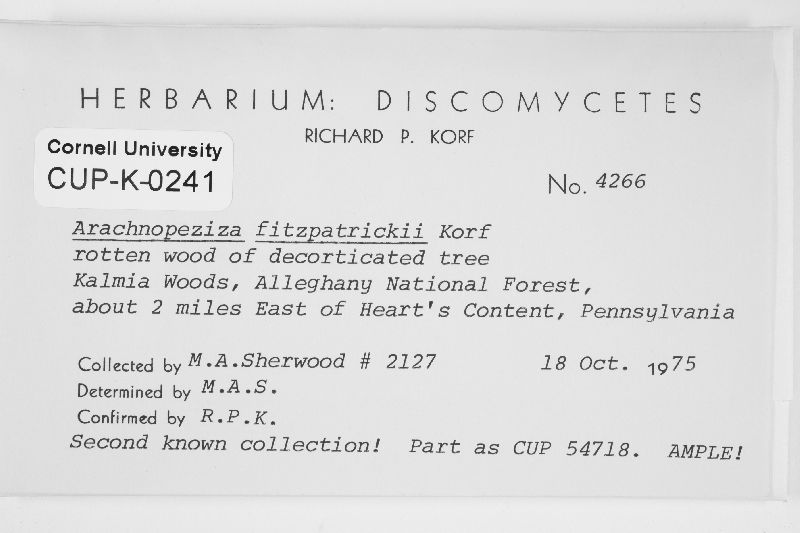 HERBARIUM: DISCOMYCETES
RICHARD P. KORF
Cornell University
CUP-K-0241
No. 4266
Arachnopeziza fitzpatrickii Korf
rotten wood of decorticated tree
Kalmia Woods, Alleghany National Forest,
about 2 miles East of Heart's Content, Pennsylvania
Collected by M.A.Sherwood # 2127 18 Oct. 1975
Determined by M.A.S.
Confirmed by R.P.K.
Second known collection! Part as CUP 54718. AMPLE!